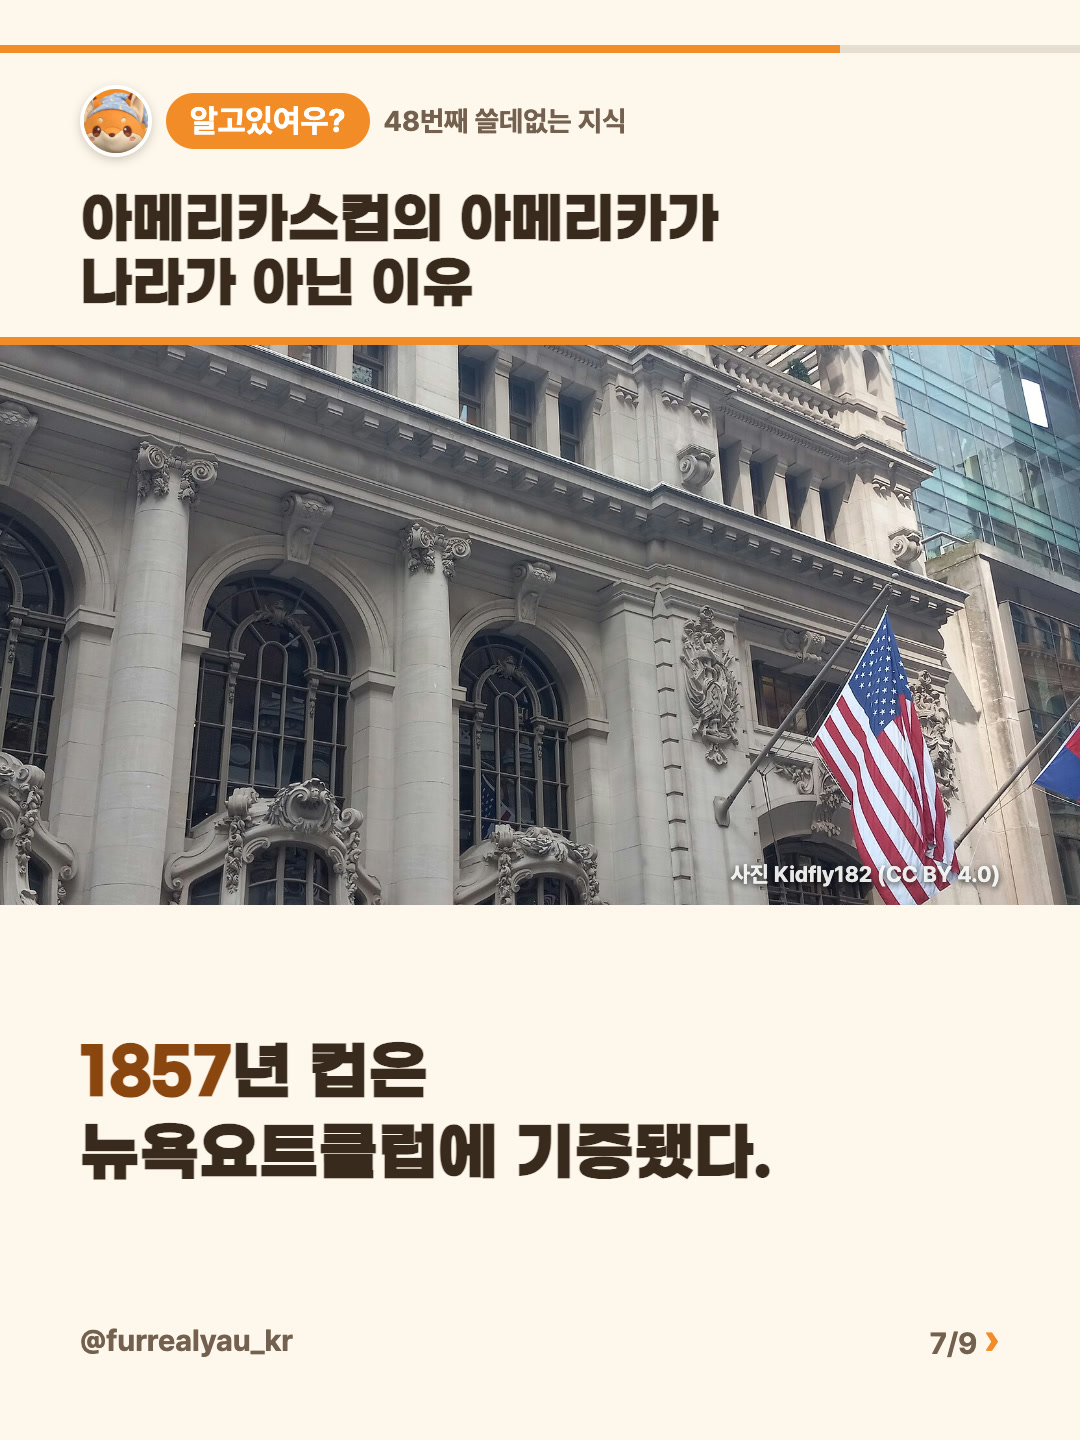 알고있여우?
48번째 쓸데없는 지식
아메리카스컵의 아메리카가
나라가 아닌 이유
사진 Kidfly182 (CC BY 4.0)
1857년 컵은
뉴욕요트클럽에 기증됐다.
@furrealyau_kr
7/9 ›